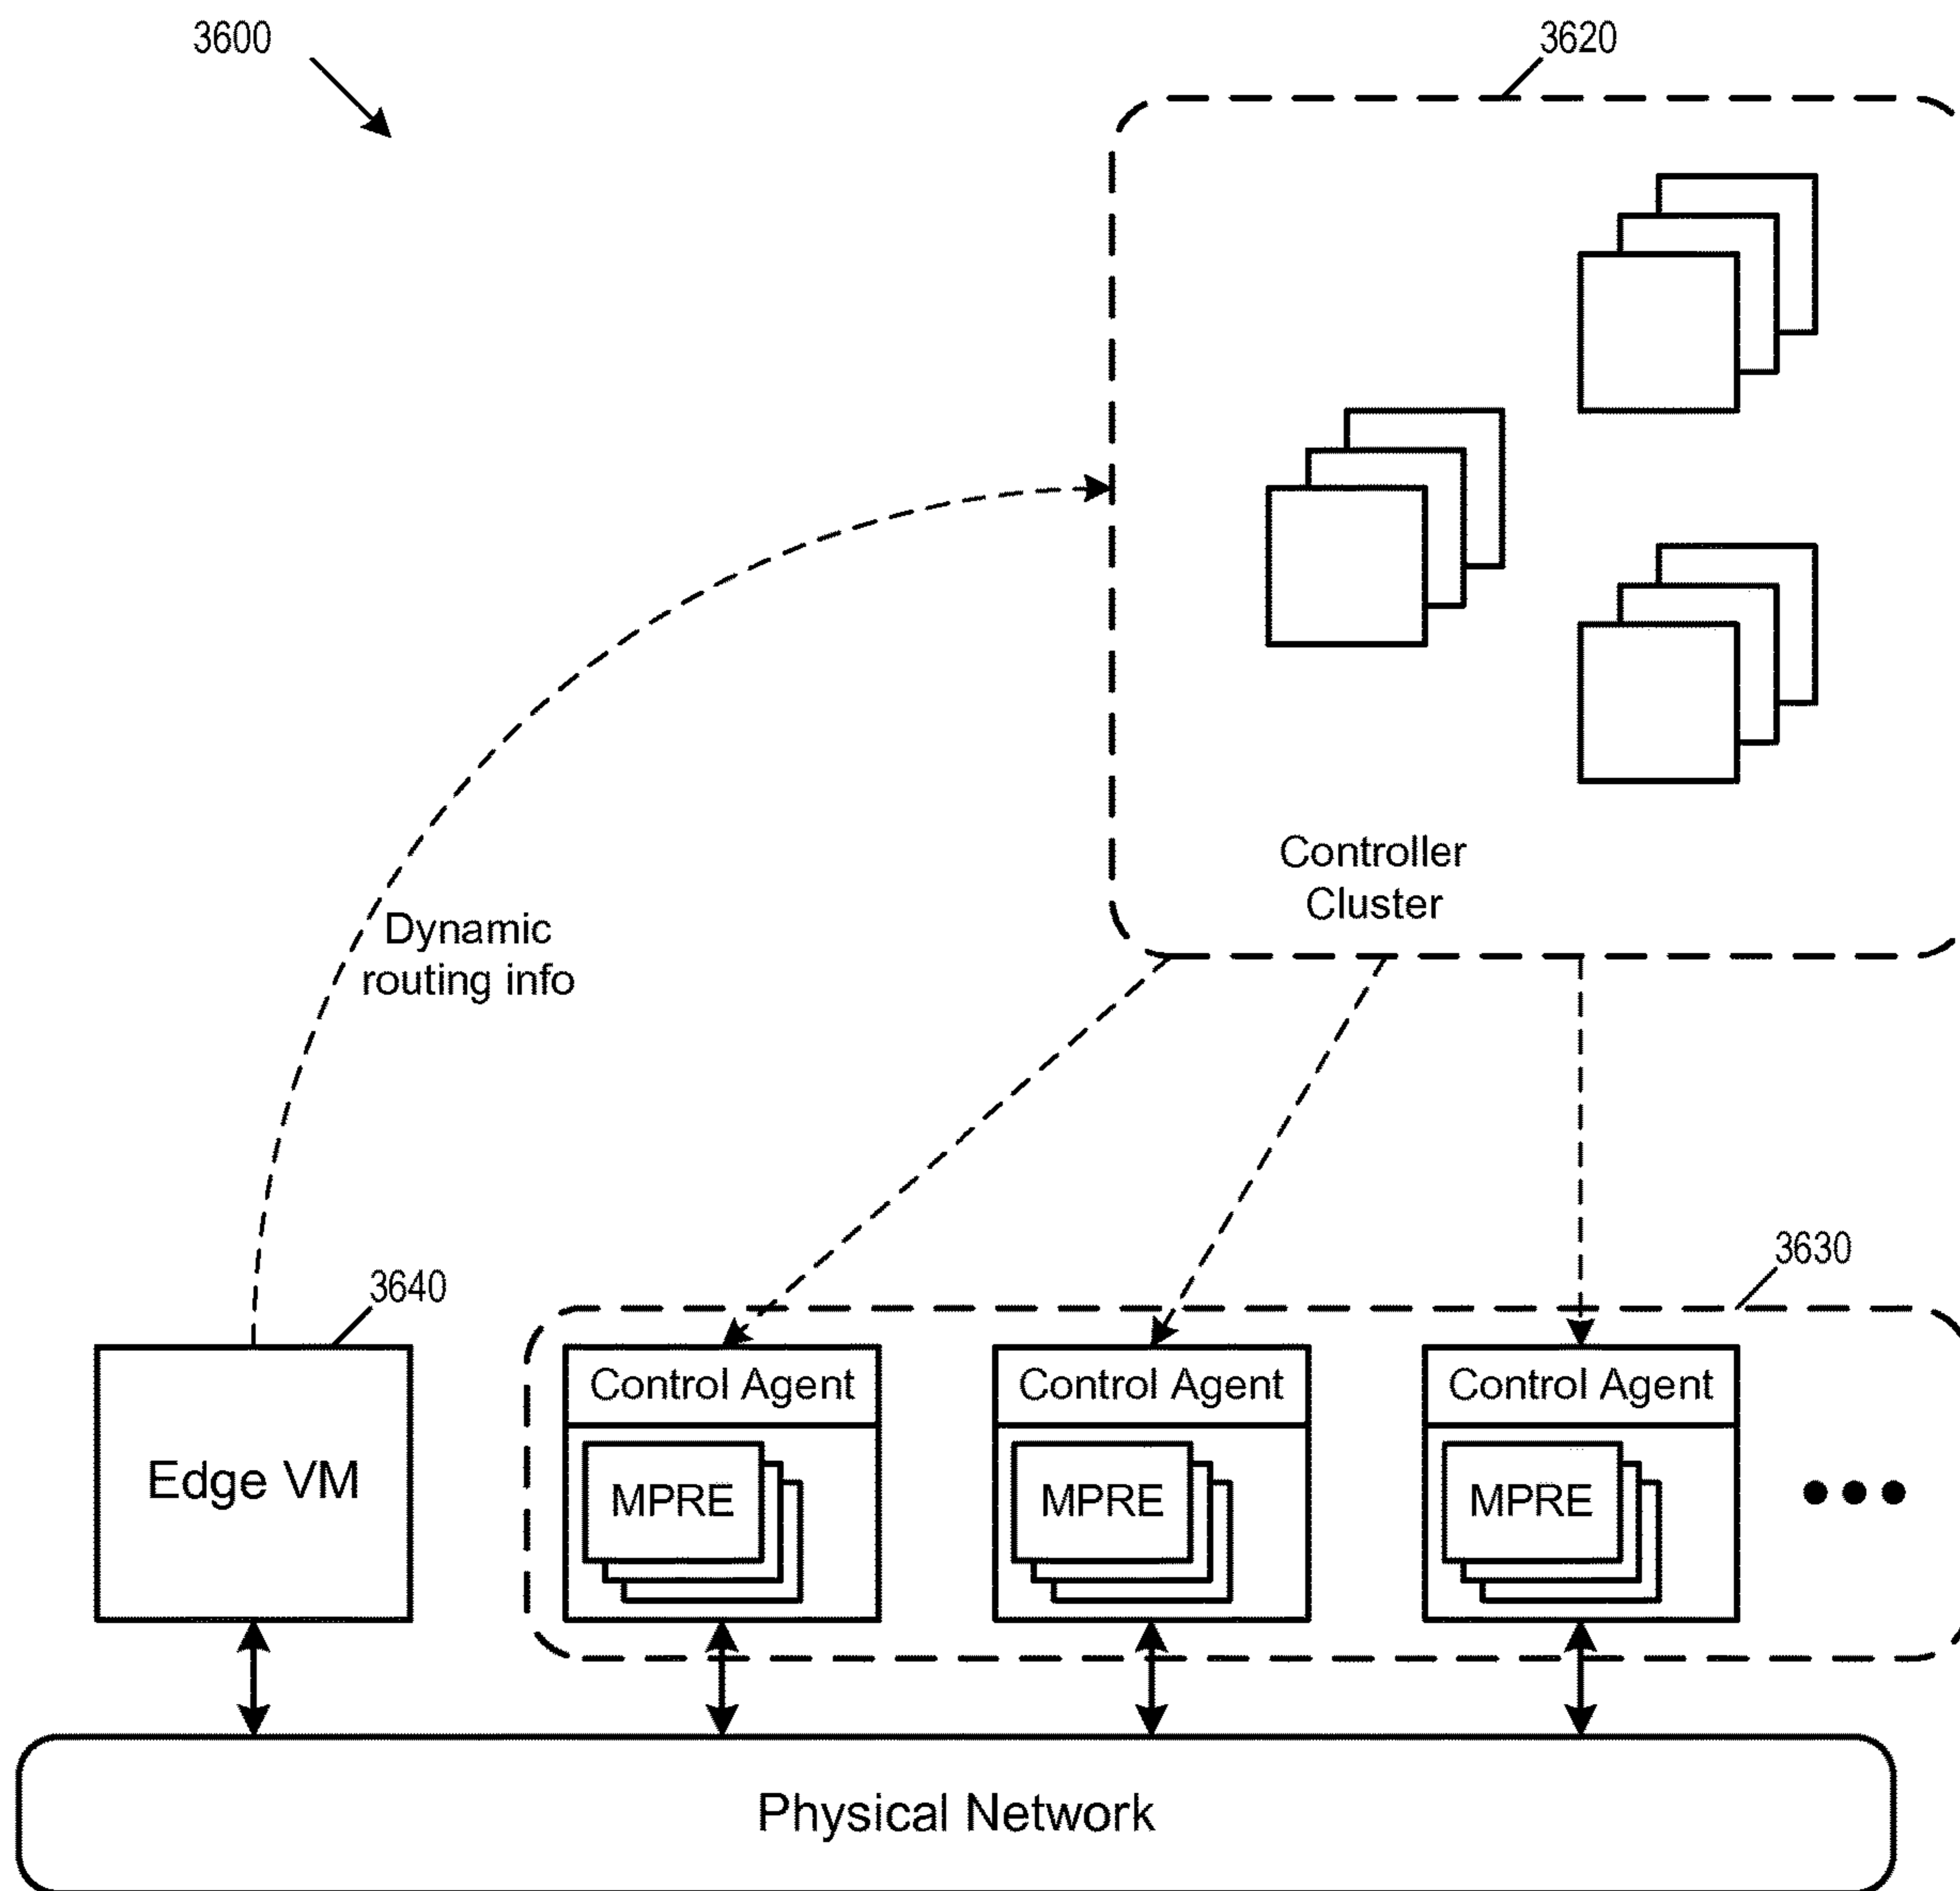 3600
3620
Controller
Cluster
Dynamic
routing info
3630
3640
Control Agent
Control Agent
Control Agent
Edge VM
MPRE
MPRE
MPRE
Physical Network